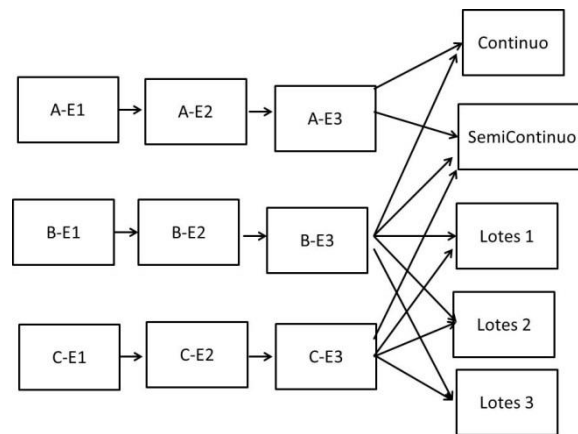 Continuo
A-E1
A-E2
A-E3
SemiContinuo
B-E1
B-E2
B-E3
Lotes 1
Lotes 2
C-E1
C-E2
C-E3
Lotes 3